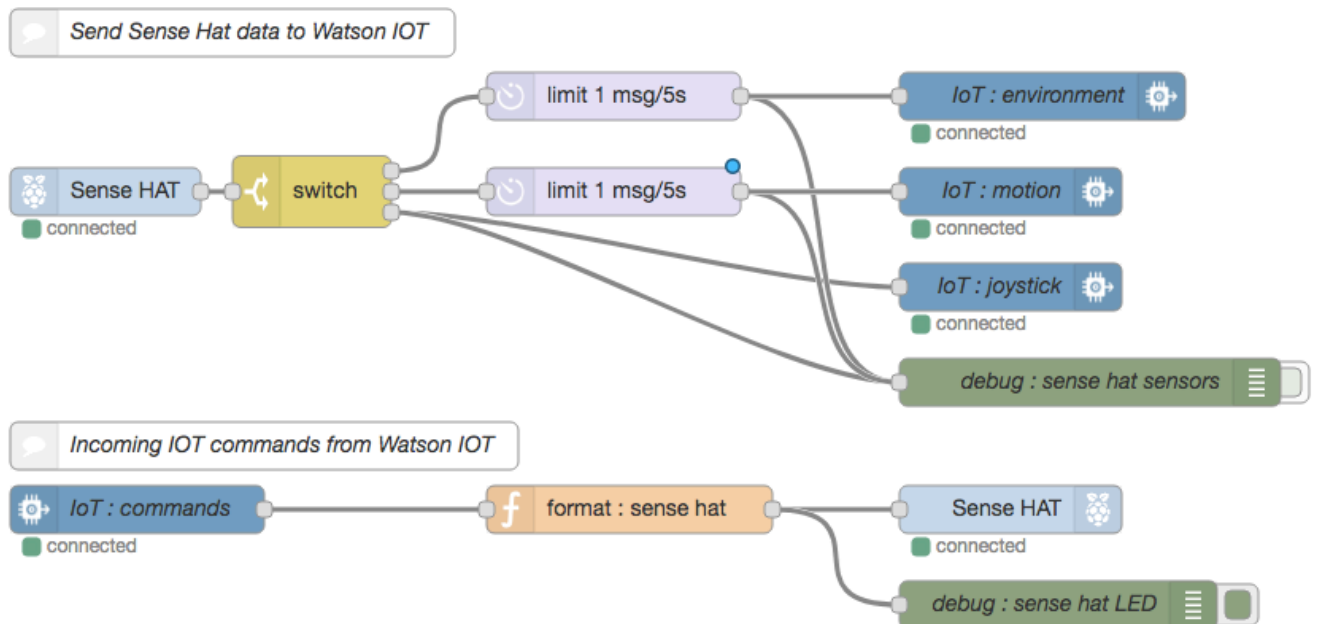 Send Sense Hat data to Watson IOT
limit 1 msg/5s
IoT : environment
connected
Sense HAT
switch
limit 1 msg/5s
IoT : motion
connected
connected
IoT : joystick
connected
debug : sense hat sensors
Incoming IOT commands from Watson IOT
IoT : commands
format : sense hat
Sense HAT
connected
connected
debug : sense hat LED